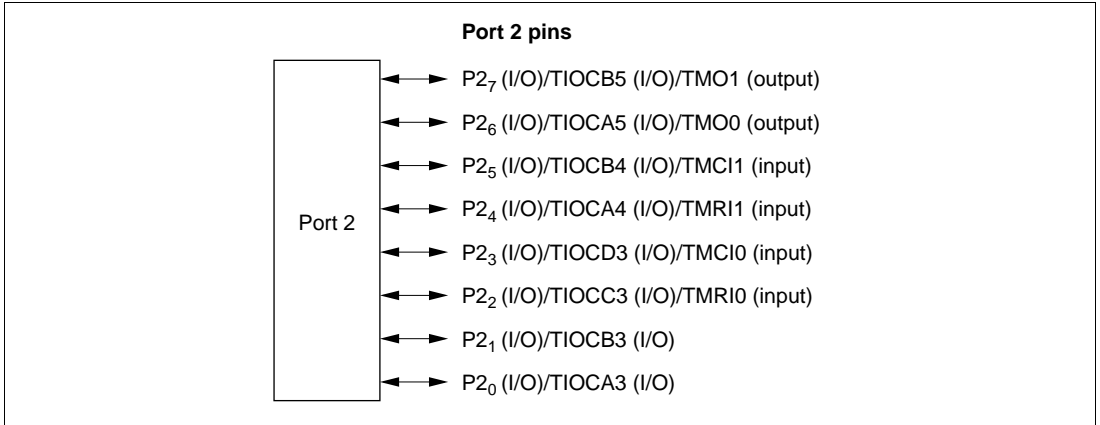 Port 2 pins
P2₇ (I/O)/TIOCB5 (I/O)/TMO1 (output)
P2₆ (I/O)/TIOCA5 (I/O)/TMO0 (output)
P2₅ (I/O)/TIOCB4 (I/O)/TMCI1 (input)
P2₄ (I/O)/TIOCA4 (I/O)/TMRI1 (input)
Port 2
P2₃ (I/O)/TIOCD3 (I/O)/TMCI0 (input)
P2₂ (I/O)/TIOCC3 (I/O)/TMRI0 (input)
P2₁ (I/O)/TIOCB3 (I/O)
P2₀ (I/O)/TIOCA3 (I/O)